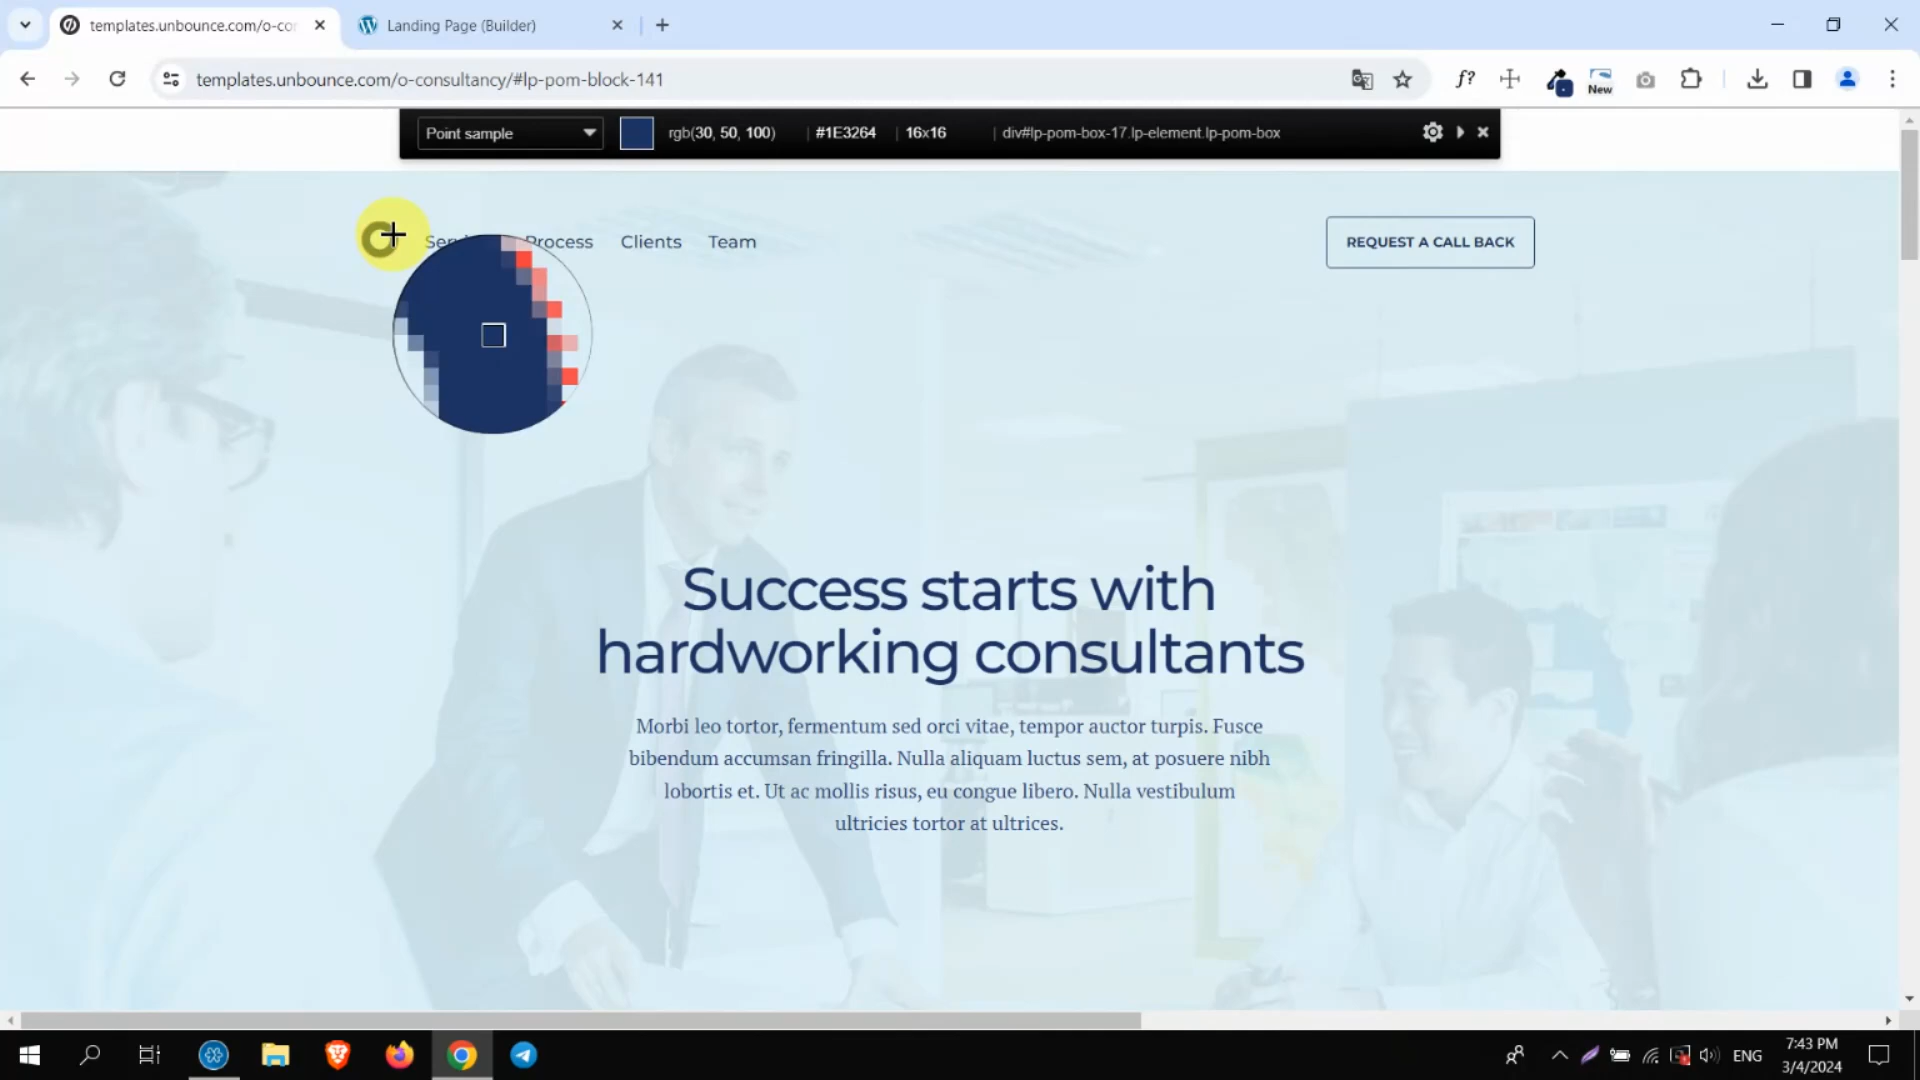 templates.unbounce.com/o-co
Landing Page (Builder)
templates.unbounce.com/o-consultancy/#lp-pom-block-141
f?
New
Point sample
rgb(30, 50, 100)
| #1E3264
| 16x16
| div#lp-pom-box-17.lp-element.lp-pom-box
Process
Clients
Team
REQUEST A CALL BACK
Success starts with
hardworking consultants
Morbi leo tortor, fermentum sed orci vitae, tempor auctor turpis. Fusce
bibendum accumsan fringilla. Nulla aliquam luctus sem, at posuere nibh
lobortis et. Ut ac mollis risus, eu congue libero. Nulla vestibulum
ultricies tortor at ultrices.
ENG
7:43 PM
3/4/2024